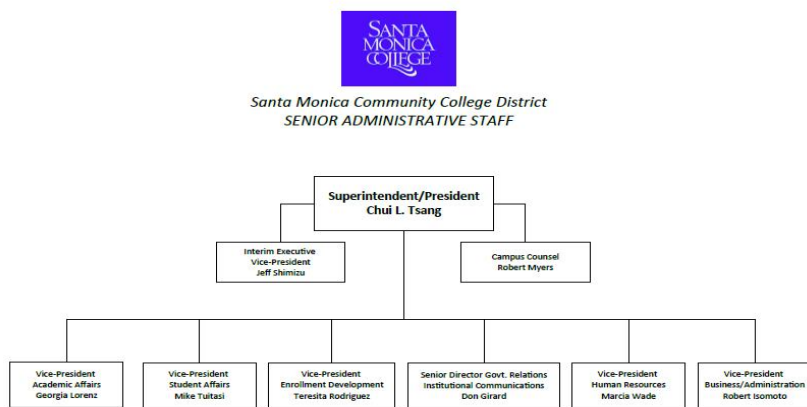 SANTA
MONICA
COLLEGE
Santa Monica Community College District
SENIOR ADMINISTRATIVE STAFF
Superintendent/President
Chui L. Tsang
Interim Executive
Vice-President
Jeff Shimizu
Campus Counsel
Robert Myers
Vice-President
Academic Affairs
Georgia Lorenz
Vice-President
Student Affairs
Mike Tuitasi
Vice-President
Enrollment Development
Teresita Rodriguez
Senior Director Govt. Relations
Institutional Communications
Don Girard
Vice-President
Human Resources
Marcia Wade
Vice-President
Business/Administration
Robert Isomoto